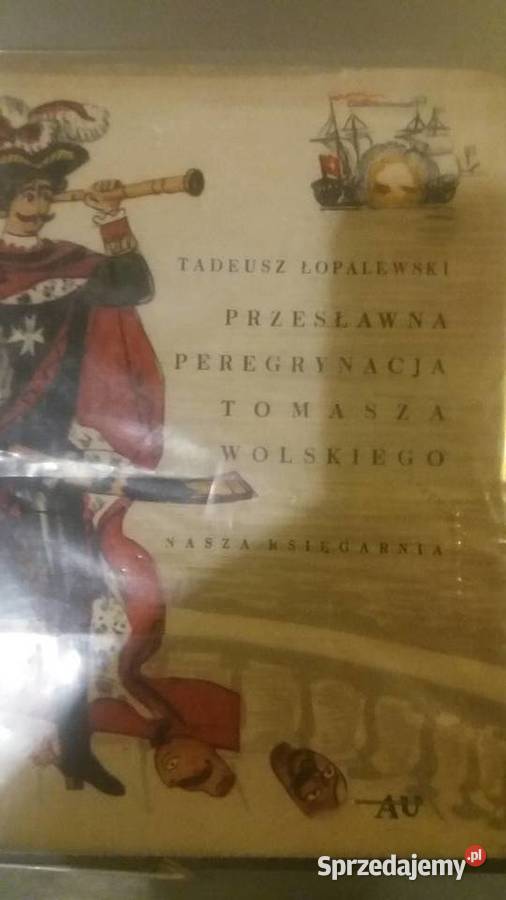 TADEUSZ ŁOPALEWSKI
PRZESŁAWNA
PEREGRYNACJA
TOMASZA
WOLSKIEGO
NASZA KSIĘGARNIA
AU
Sprzedajemy.pl